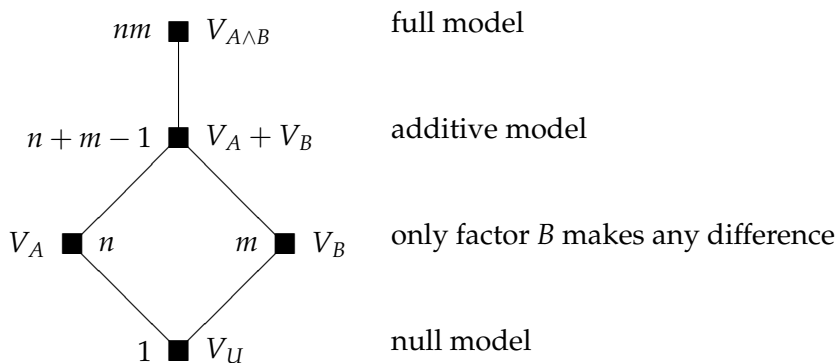 nm V_{A∧B} full model
n + m − 1 V_A + V_B additive model
V_A n m V_B only factor B makes any difference
1 V_U null model